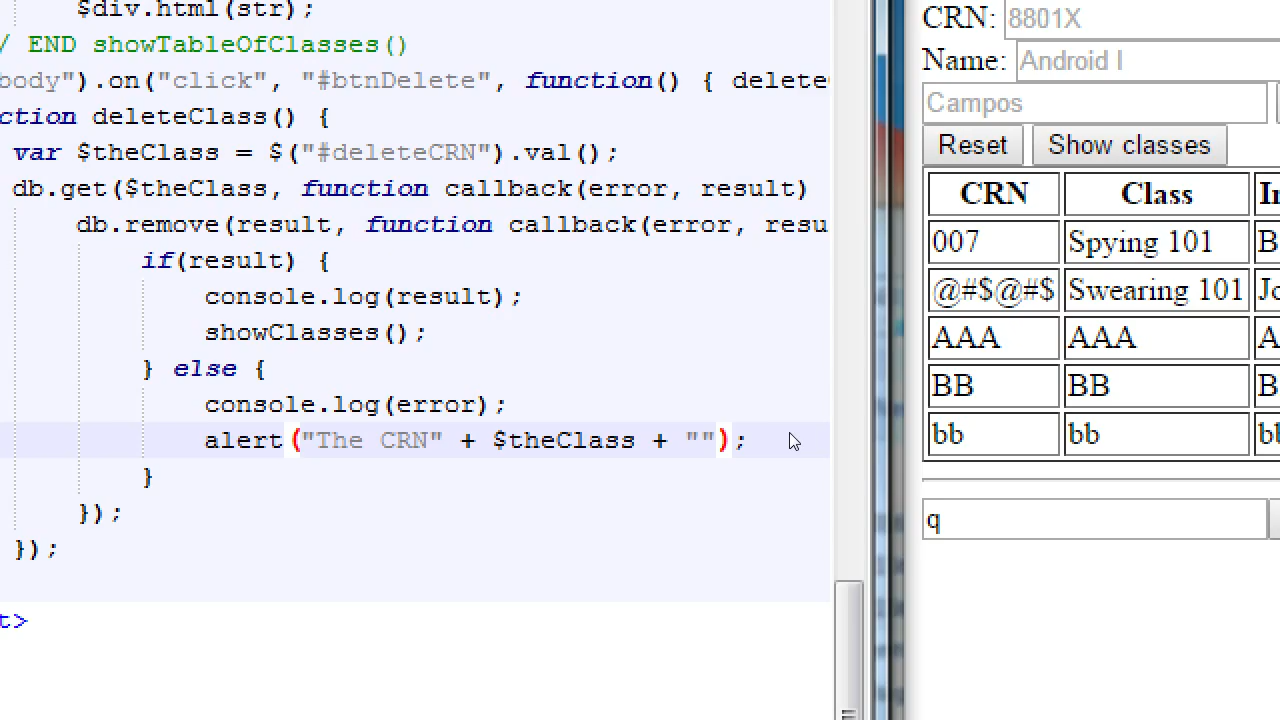 $div.html(str);
/ END showTableOfClasses()
body").on("click", "#btnDelete", function() { delete
ction deleteClass() {
var $theClass = $("#deleteCRN").val();
db.get($theClass, function callback(error, result)
db.remove(result, function callback(error, resu
if(result) {
console.log(result);
showClasses();
} else {
console.log(error);
alert("The CRN" + $theClass + "");
}
});
});
t>
CRN: 8801X
Name: Android I
Campos
Reset Show classes
CRN Class In
007 Spying 101 B
@#$@#$ Swearing 101 Jo
AAA AAA A
BB BB B
bb bb bb
q